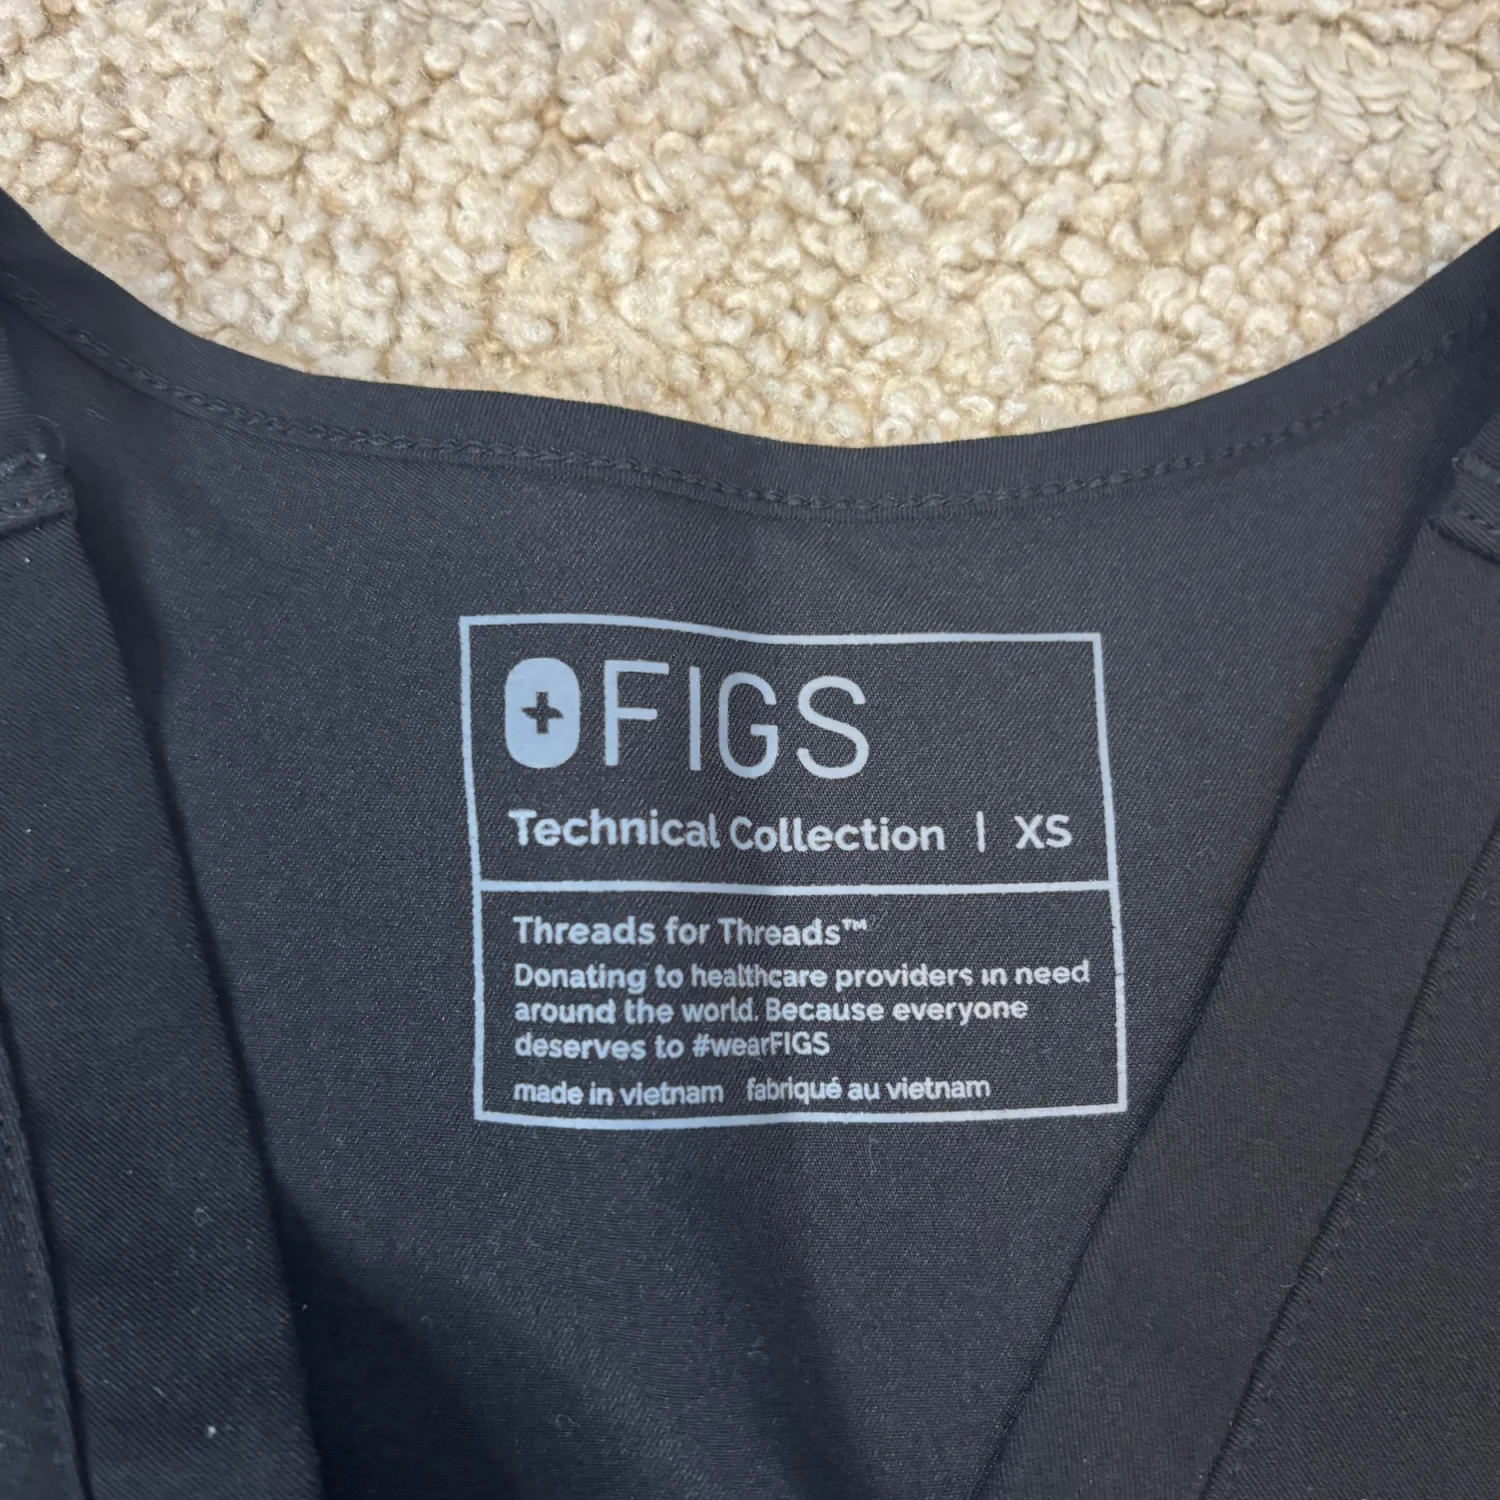 FIGS
Technical Collection | XS
Threads for Threads™
Donating to healthcare providers in need
around the world. Because everyone
deserves to #wearFIGS
made in vietnam fabriqué au vietnam